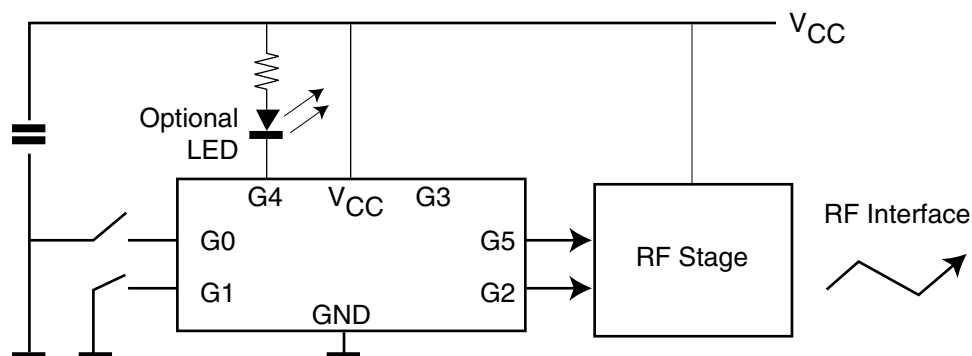 VCC
Optional
LED
G4
VCC
G3
RF Interface
G0
G5
RF Stage
G1
G2
GND